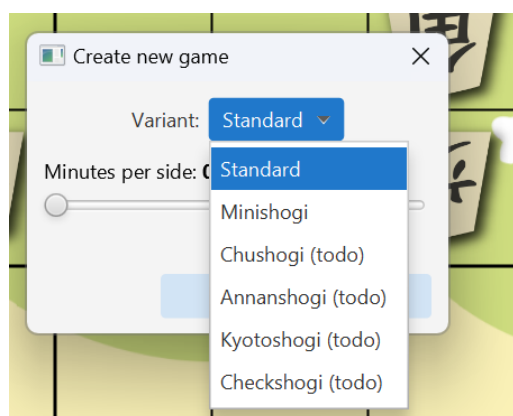 Create new game
Variant: Standard
Minutes per side:
Standard
Minishogi
Chushogi (todo)
Annanshogi (todo)
Kyotoshogi (todo)
Checkshogi (todo)